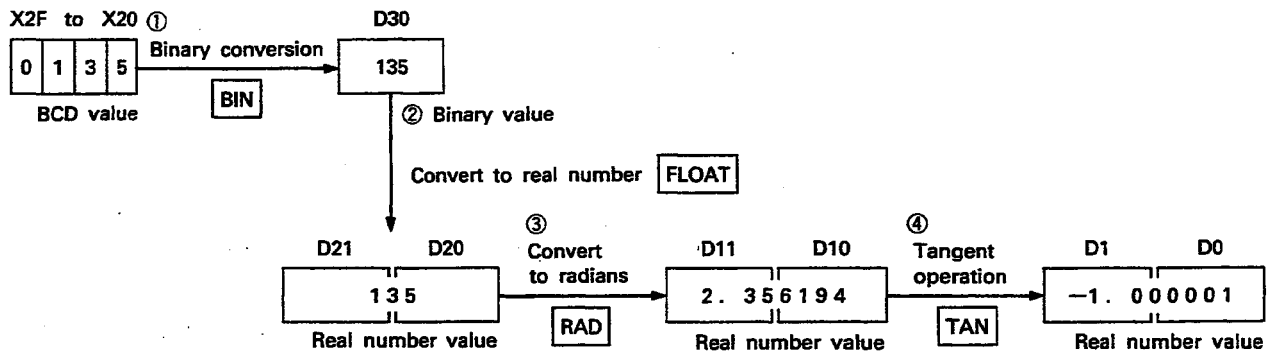 X2F to X20
①
Binary conversion
D30
0 1 3 5
BIN
135
BCD value
② Binary value
Convert to real number FLOAT
D21 D20
③
Convert
to radians
D11 D10
④
Tangent
operation
D1 D0
135
RAD
2. 356194
TAN
−1. 000001
Real number value
Real number value
Real number value